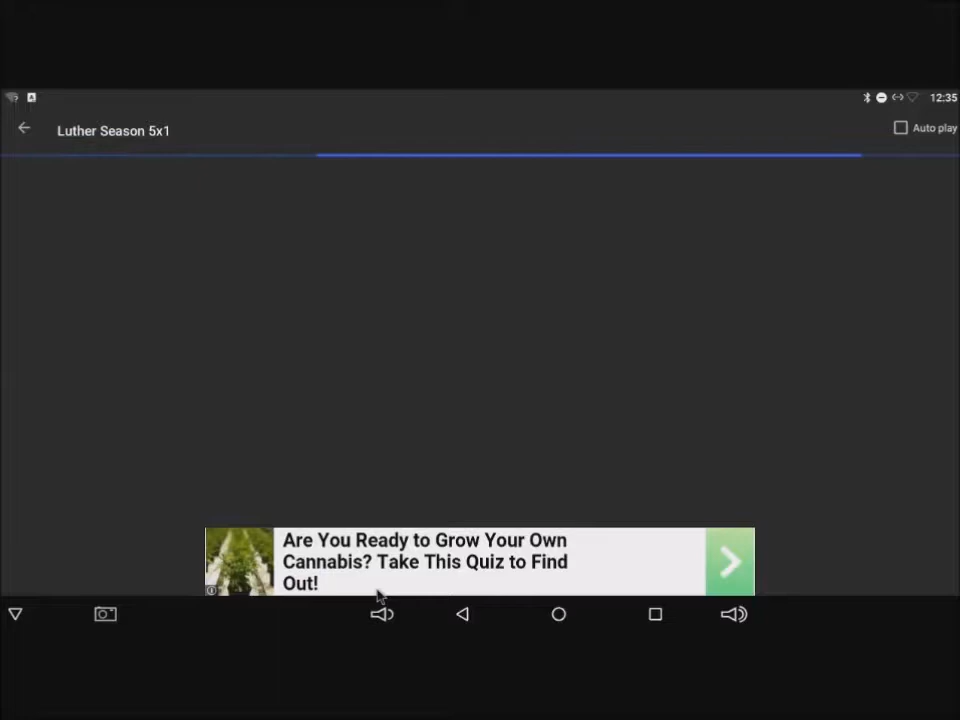 12:35
Luther Season 5x1
Auto play
Are You Ready to Grow Your Own
Cannabis? Take This Quiz to Find
Out!